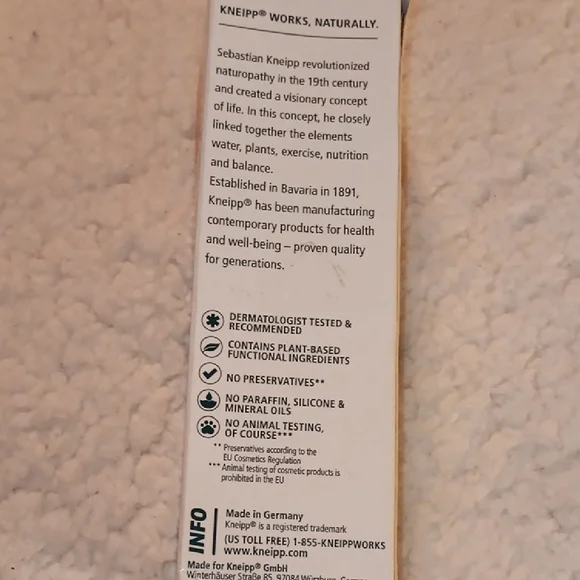 KNEIPP® WORKS, NATURALLY.
Sebastian Kneipp revolutionized
naturopathy in the 19th century
and created a visionary concept
of life. In this concept, he closely
linked together the elements
water, plants, exercise, nutrition
and balance.
Established in Bavaria in 1891,
Kneipp® has been manufacturing
contemporary products for health
and well-being – proven quality
for generations.
DERMATOLOGIST TESTED &
RECOMMENDED
CONTAINS PLANT-BASED
FUNCTIONAL INGREDIENTS
NO PRESERVATIVES**
NO PARAFFIN, SILICONE &
MINERAL OILS
NO ANIMAL TESTING,
OF COURSE***
** Preservatives according to the
EU Cosmetics Regulation
*** Animal testing of cosmetic products is
prohibited in the EU
INFO
Made in Germany
Kneipp® is a registered trademark
(US TOLL FREE) 1-855-KNEIPPWORKS
www.kneipp.com
Made for Kneipp® GmbH
Winterhäuser Straße 85, 97084 Würzburg,